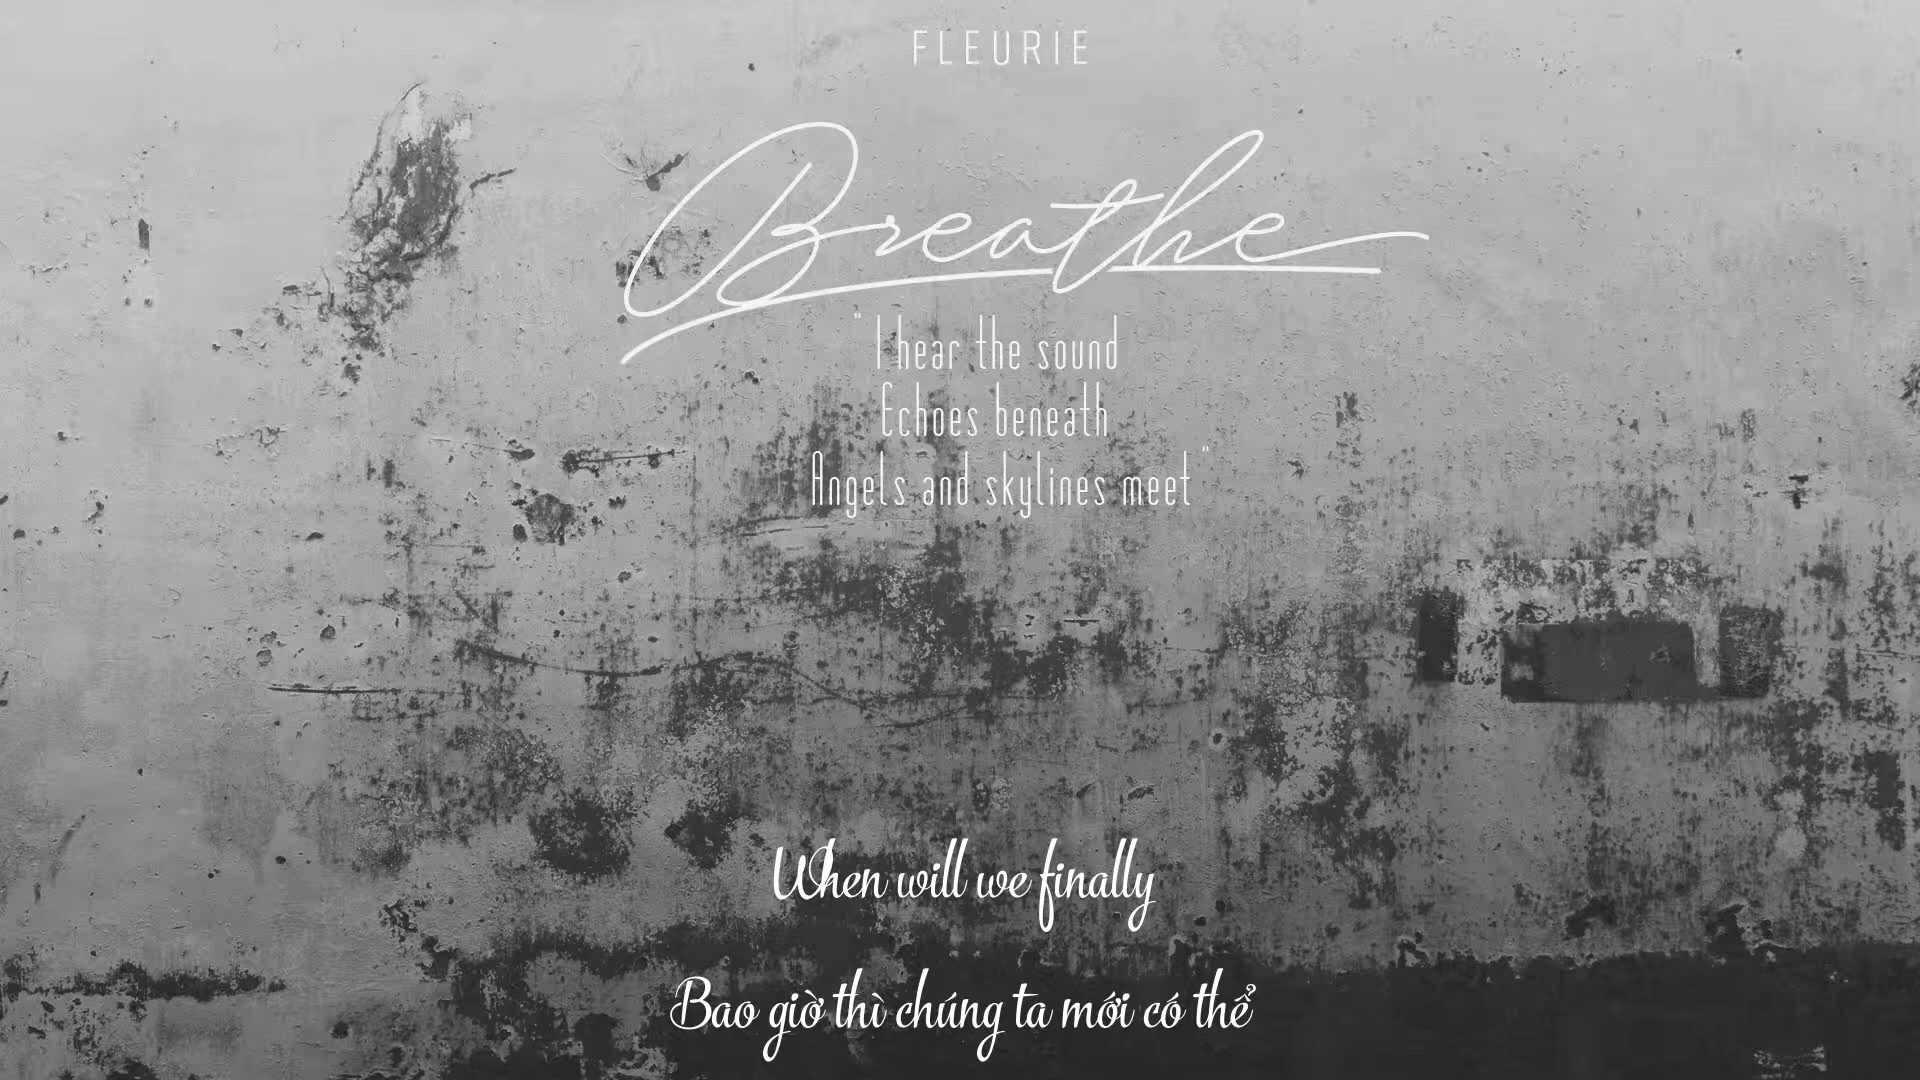 FLEURIE
Breathe
" I hear the sound
Echoes beneath
Angels and skylines meet "
When will we finally
Bao giờ thì chúng ta mới có thể